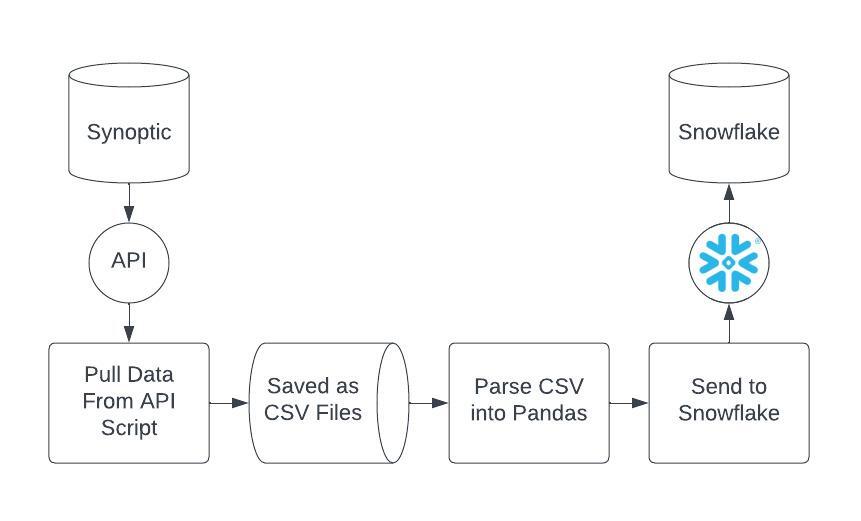 Synoptic
Snowflake
API
®
Pull Data
From API
Script
Saved as
CSV Files
Parse CSV
into Pandas
Send to
Snowflake